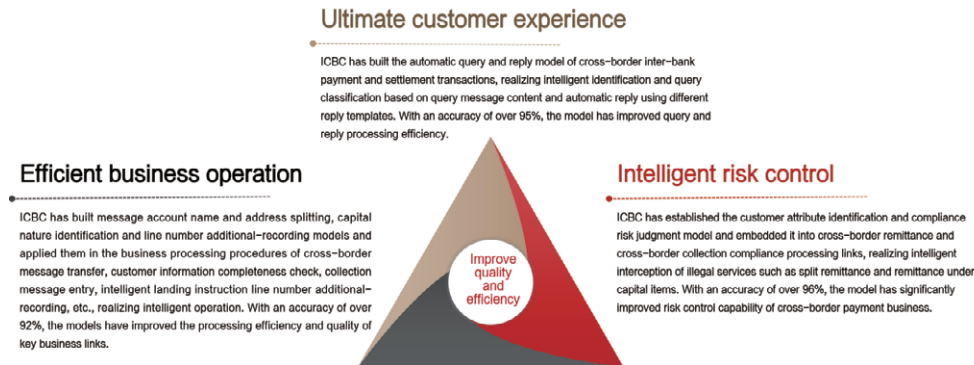 Ultimate customer experience
ICBC has built the automatic query and reply model of cross-border inter-bank
payment and settlement transactions, realizing intelligent identification and query
classification based on query message content and automatic reply using different
reply templates. With an accuracy of over 95%, the model has improved query and
reply processing efficiency.
Efficient business operation
ICBC has built message account name and address splitting, capital
nature identification and line number additional-recording models and
applied them in the business processing procedures of cross-border
message transfer, customer information completeness check, collection
message entry, intelligent landing instruction line number additional-
recording, etc., realizing intelligent operation. With an accuracy of over
92%, the models have improved the processing efficiency and quality of
key business links.
Improve
quality
and
efficiency
Intelligent risk control
ICBC has established the customer attribute identification and compliance
risk judgment model and embedded it into cross-border remittance and
cross-border collection compliance processing links, realizing intelligent
interception of illegal services such as split remittance and remittance under
capital items. With an accuracy of over 96%, the model has significantly
improved risk control capability of cross-border payment business.